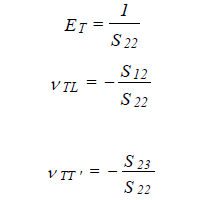 E_T = 1 / S_22
ν_TL = − S_12 / S_22
ν_TT' = − S_23 / S_22